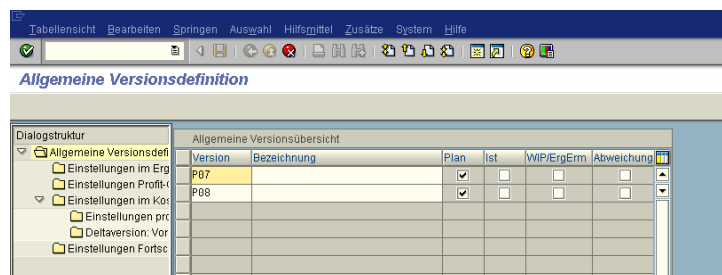 Tabellensicht Bearbeiten Springen Auswahl Hilfsmittel Zusätze System Hilfe
Allgemeine Versionsdefinition
Dialogstruktur
Allgemeine Versionsdefi
Einstellungen im Erg
Einstellungen Profit-
Einstellungen im Kos
Einstellungen pro
Deltaversion: Vor
Einstellungen Fortsc
Allgemeine Versionsübersicht
Version Bezeichnung Plan Ist WIP/ErgErm Abweichung
P07
P08